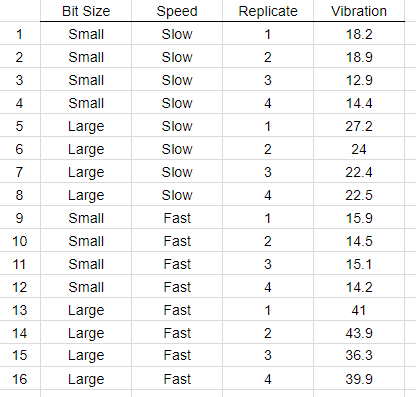 Bit Size Speed Replicate Vibration
1 Small Slow 1 18.2
2 Small Slow 2 18.9
3 Small Slow 3 12.9
4 Small Slow 4 14.4
5 Large Slow 1 27.2
6 Large Slow 2 24
7 Large Slow 3 22.4
8 Large Slow 4 22.5
9 Small Fast 1 15.9
10 Small Fast 2 14.5
11 Small Fast 3 15.1
12 Small Fast 4 14.2
13 Large Fast 1 41
14 Large Fast 2 43.9
15 Large Fast 3 36.3
16 Large Fast 4 39.9